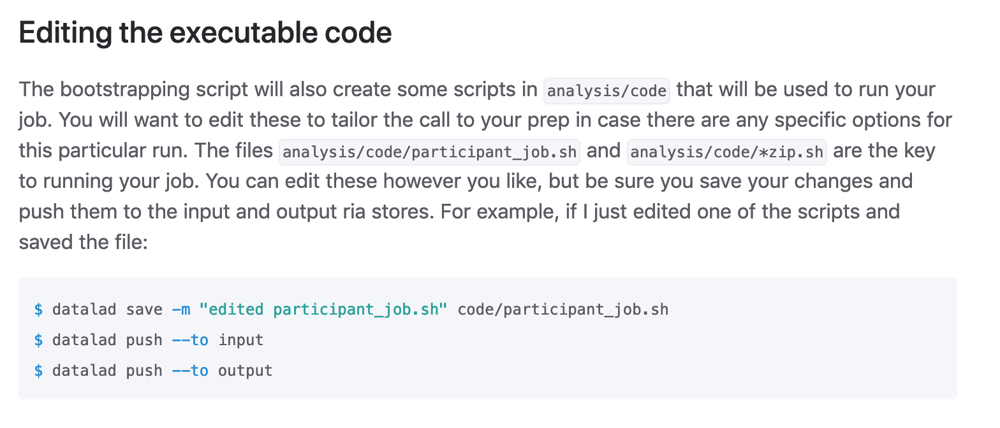 Editing the executable code
The bootstrapping script will also create some scripts in analysis/code that will be used to run your
job. You will want to edit these to tailor the call to your prep in case there are any specific options for
this particular run. The files analysis/code/participant_job.sh and analysis/code/*zip.sh are the key
to running your job. You can edit these however you like, but be sure you save your changes and
push them to the input and output ria stores. For example, if I just edited one of the scripts and
saved the file:
$ datalad save -m "edited participant_job.sh" code/participant_job.sh
$ datalad push --to input
$ datalad push --to output